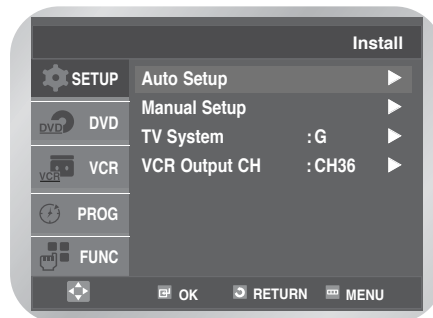 Install
SETUP
Auto Setup
Manual Setup
DVD DVD
TV System :G
VCR VCR
VCR Output CH :CH36
PROG
FUNC
OK RETURN MENU